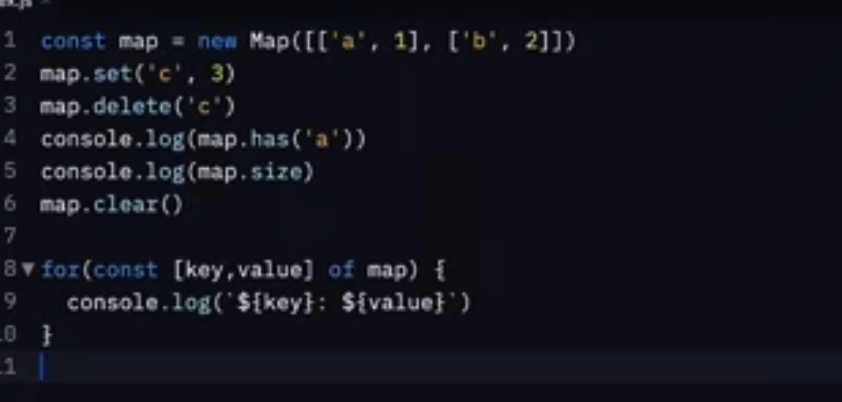 1 const map = new Map([['a', 1], ['b', 2]])
2 map.set('c', 3)
3 map.delete('c')
4 console.log(map.has('a'))
5 console.log(map.size)
6 map.clear()
7
8 for(const [key,value] of map) {
9 console.log(`${key}: ${value}`)
10 }
11